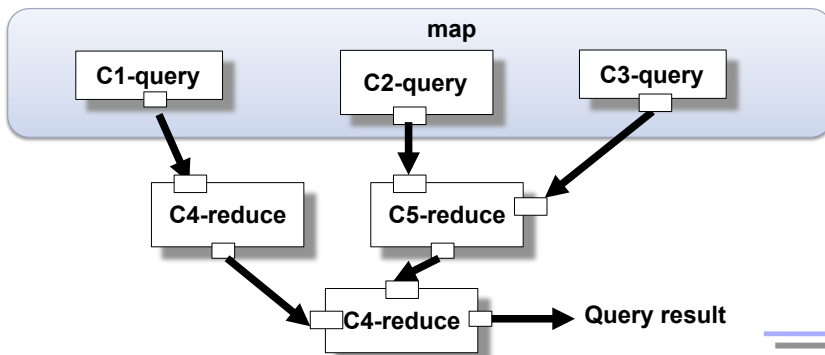 map
C1-query
C2-query
C3-query
C4-reduce
C5-reduce
C4-reduce
Query result